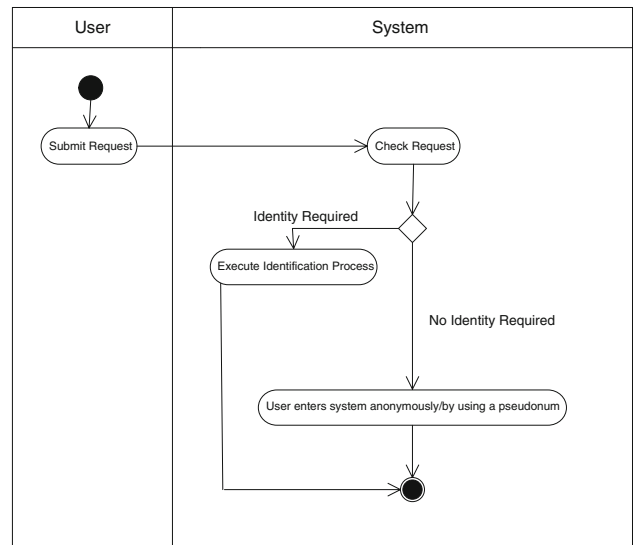 User
System
Submit Request
Check Request
Identity Required
Execute Identification Process
No Identity Required
User enters system anonymously/by using a pseudonum